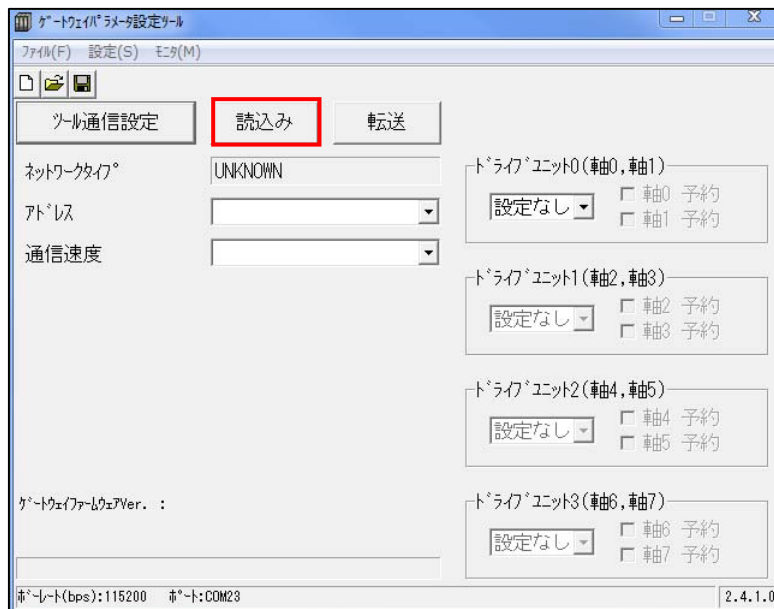 ｹﾞｰﾄｳｪｲﾊﾟﾗﾒｰﾀ設定ﾂｰﾙ
ﾌｧｲﾙ(F) 設定(S) ﾓﾆﾀ(M)
ﾂｰﾙ通信設定 読込み 転送
ﾈｯﾄﾜｰｸﾀｲﾌﾟ UNKNOWN
ｱﾄﾞﾚｽ
通信速度
ﾄﾞﾗｲﾌﾞﾕﾆｯﾄ0(軸0,軸1)
設定なし
軸0 予約
軸1 予約
ﾄﾞﾗｲﾌﾞﾕﾆｯﾄ1(軸2,軸3)
設定なし
軸2 予約
軸3 予約
ﾄﾞﾗｲﾌﾞﾕﾆｯﾄ2(軸4,軸5)
設定なし
軸4 予約
軸5 予約
ﾄﾞﾗｲﾌﾞﾕﾆｯﾄ3(軸6,軸7)
設定なし
軸6 予約
軸7 予約
ｹﾞｰﾄｳｪｲﾌｧｰﾑｳｪｱVer. :
ﾎﾞｰﾚｰﾄ(bps):115200 ﾎﾟｰﾄ:COM23 2.4.1.0